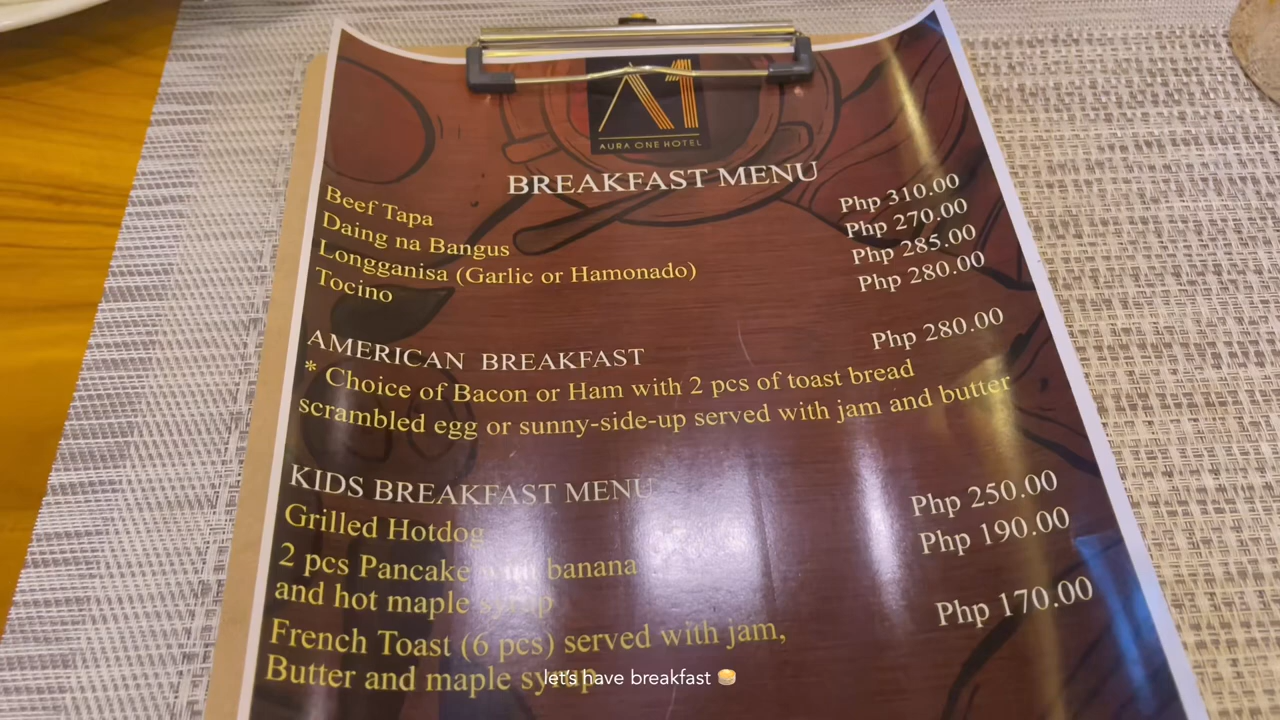 A1
AURA ONE HOTEL
BREAKFAST MENU
Beef Tapa Php 310.00
Daing na Bangus Php 270.00
Longganisa (Garlic or Hamonado) Php 285.00
Tocino Php 280.00
AMERICAN BREAKFAST Php 280.00
* Choice of Bacon or Ham with 2 pcs of toast bread
scrambled egg or sunny-side-up served with jam and butter
KIDS BREAKFAST MENU
Grilled Hotdog Php 250.00
2 pcs Pancake with banana Php 190.00
and hot maple syrup
French Toast (6 pcs) served with jam, Php 170.00
Butter and maple syrup
let's have breakfast 🥞